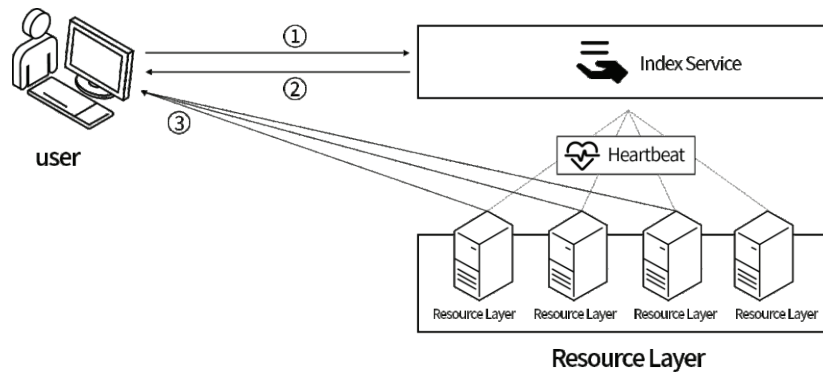 ①
Index Service
②
③
user
Heartbeat
Resource Layer Resource Layer Resource Layer Resource Layer
Resource Layer